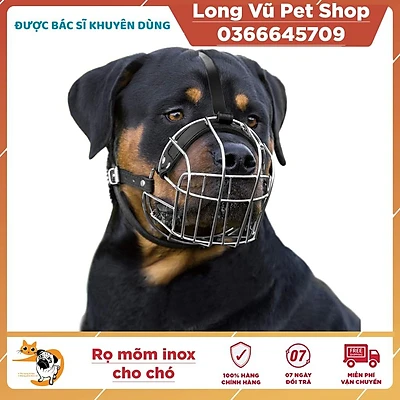 ĐƯỢC BÁC SĨ KHUYÊN DÙNG
Long Vũ Pet Shop
0366645709
Rọ mõm inox
cho chó
100%
100% HÀNG
CHÍNH HÃNG
07
07 NGÀY
ĐỔI TRẢ
FREE
MIỄN PHÍ
VẬN CHUYỂN